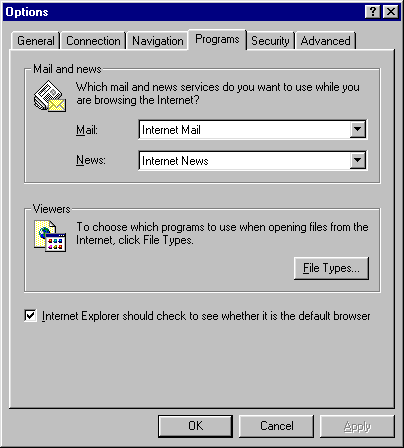 Options
General Connection Navigation Programs Security Advanced
Mail and news
Which mail and news services do you want to use while you
are browsing the Internet?
Mail: Internet Mail
News: Internet News
Viewers
To choose which programs to use when opening files from the
Internet, click File Types.
File Types...
Internet Explorer should check to see whether it is the default browser
OK Cancel Apply